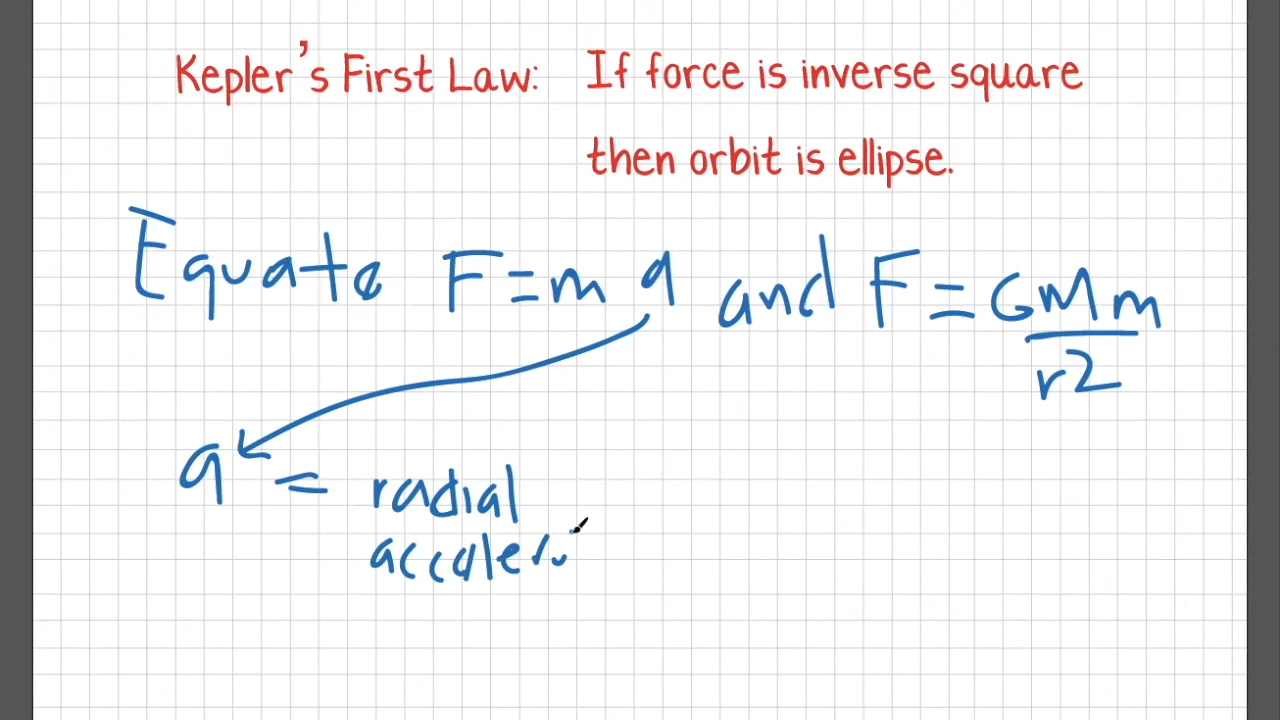 Kepler's First Law: If force is inverse square
then orbit is ellipse.
Equate F=ma and F=GMm
r2
a = radial